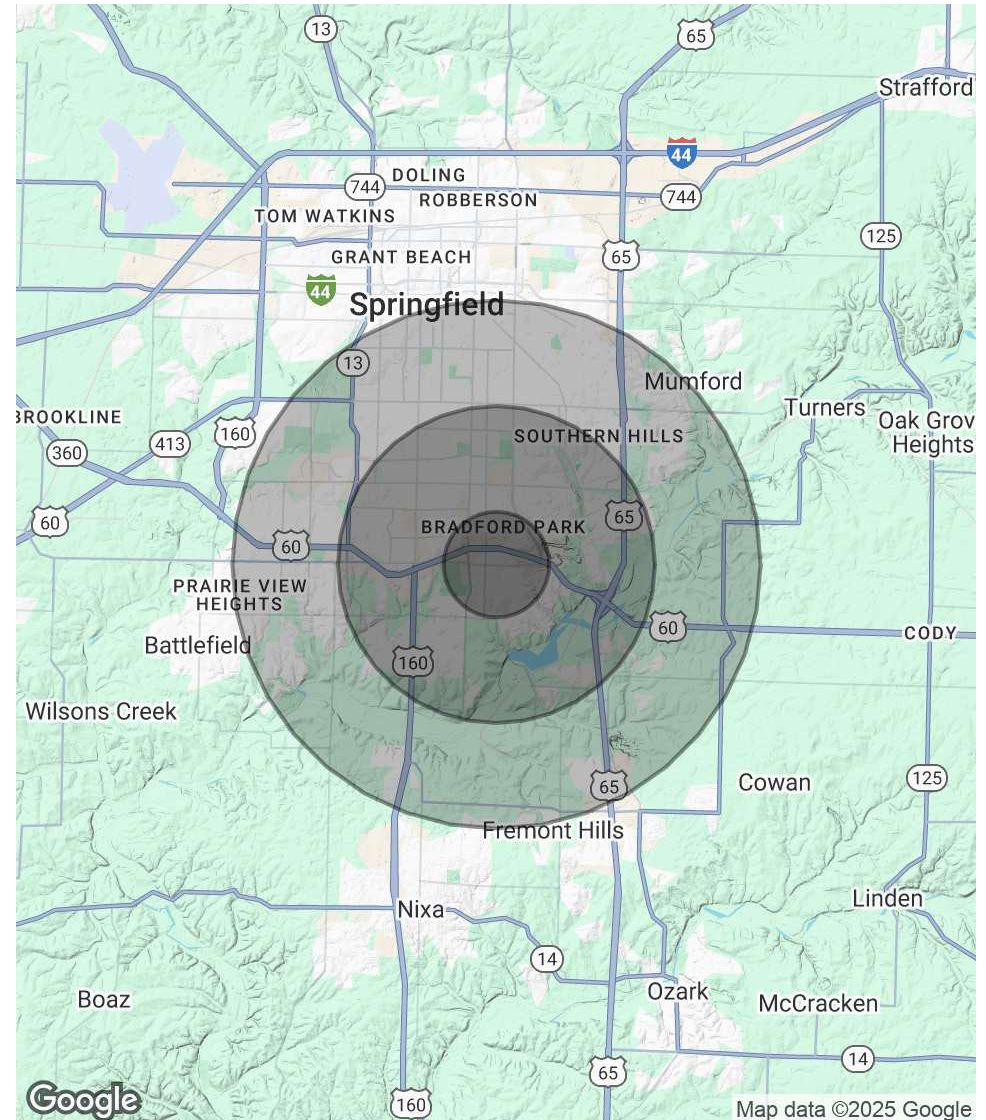 13
65
Strafford
44
DOLING
744
ROBBERSON
744
TOM WATKINS
125
GRANT BEACH
65
44
Springfield
13
Mumford
Turners
BROOKLINE
160
413
Oak Grov
Heights
SOUTHERN HILLS
360
60
65
BRADFORD PARK
60
PRAIRIE VIEW
HEIGHTS
60
CODY
Battlefield
160
Wilsons Creek
65
Cowan
125
Fremont Hills
Linden
Nixa
14
Boaz
Ozark
McCracken
14
65
160
Google
Map data ©2025 Google